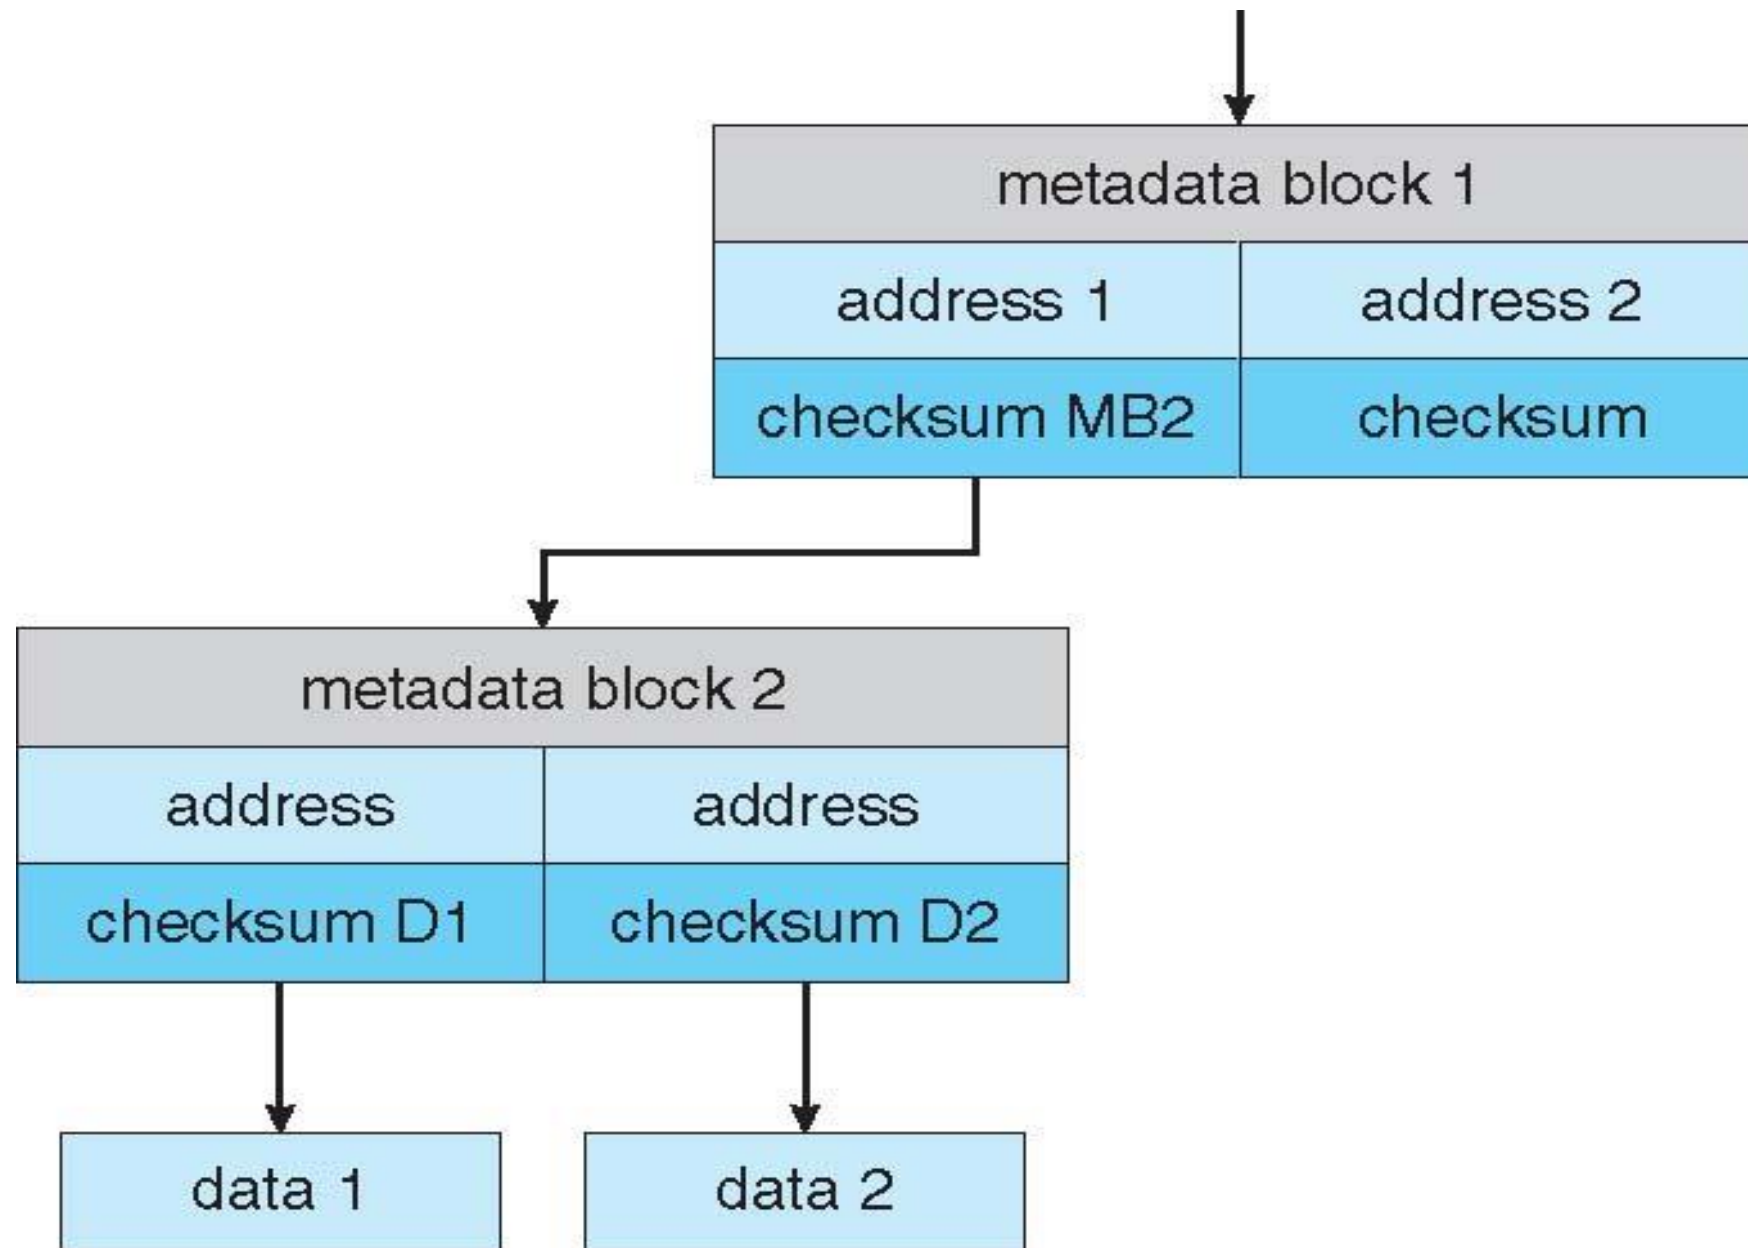 metadata block 1
address 1 address 2
checksum MB2 checksum
metadata block 2
address address
checksum D1 checksum D2
data 1 data 2